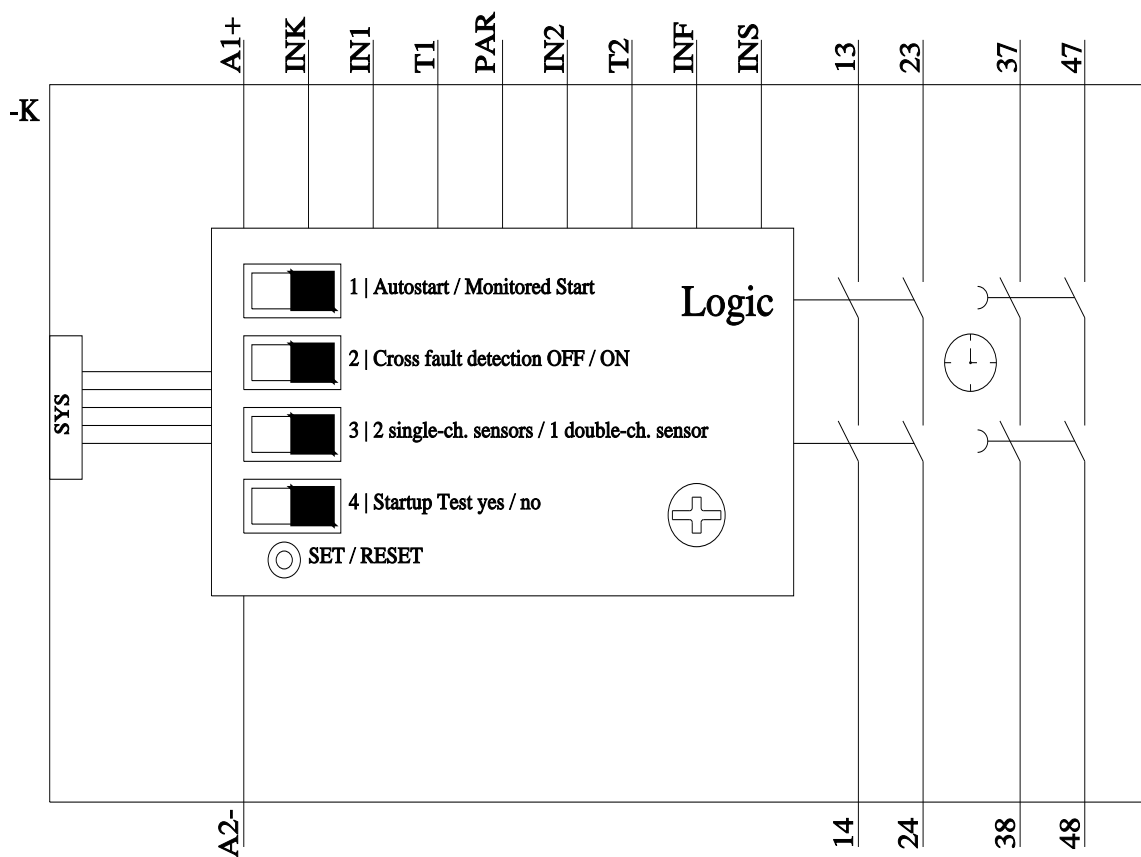 A1+
INK
IN1
T1
PAR
IN2
T2
INF
INS
13
23
37
47
-K
1 | Autostart / Monitored Start
Logic
2 | Cross fault detection OFF / ON
SYS
3 | 2 single-ch. sensors / 1 double-ch. sensor
4 | Startup Test yes / no
SET / RESET
A2-
14
24
38
48